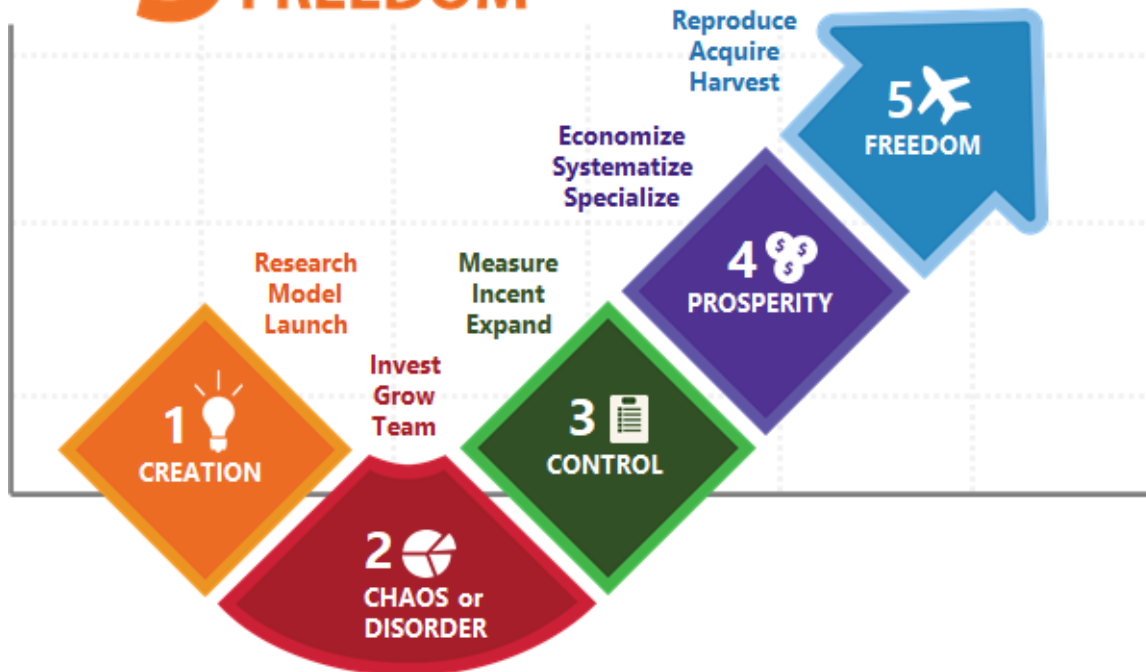 FREEDOM
Reproduce
Acquire
Harvest
5
FREEDOM
Economize
Systematize
Specialize
4
$ $
$
PROSPERITY
Research
Model
Launch
Measure
Incent
Expand
Invest
Grow
Team
1
CREATION
3
CONTROL
2
CHAOS or
DISORDER